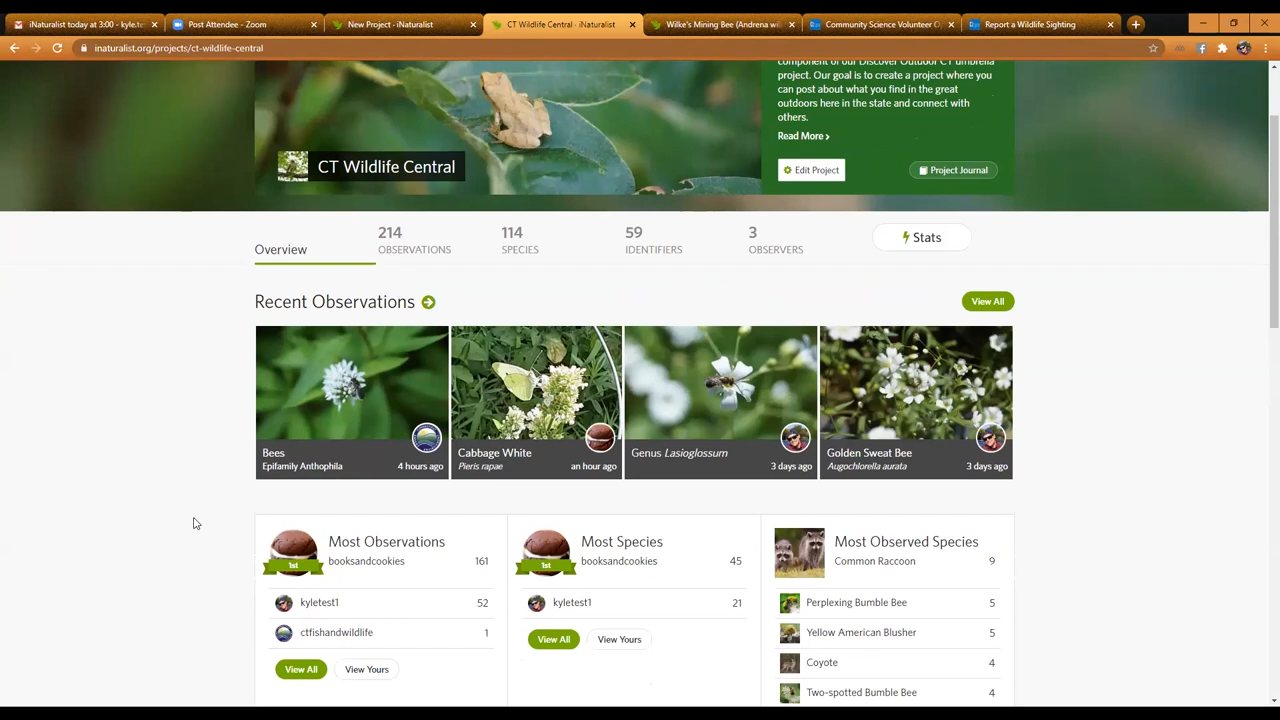 iNaturalist today at 3:00 - kyle.te
Post Attendee - Zoom
New Project - iNaturalist
CT Wildlife Central · iNaturalist
Wilke's Mining Bee (Andrena wi
Community Science Volunteer O
Report a Wildlife Sighting
inaturalist.org/projects/ct-wildlife-central
component of our Discover Outdoor CT umbrella
project. Our goal is to create a project where you
can post about what you find in the great
outdoors here in the state and connect with
others.
Read More
CT Wildlife Central
Edit Project
Project Journal
Overview
214
OBSERVATIONS
114
SPECIES
59
IDENTIFIERS
3
OBSERVERS
Stats
Recent Observations
View All
Bees
Epifamily Anthophila
4 hours ago
Cabbage White
Pieris rapae
an hour ago
Genus Lasioglossum
3 days ago
Golden Sweat Bee
Augochlorella aurata
3 days ago
1st
Most Observations
booksandcookies 161
kyletest1 52
ctfishandwildlife 1
View All
View Yours
1st
Most Species
booksandcookies 45
kyletest1 21
View All
View Yours
Most Observed Species
Common Raccoon 9
Perplexing Bumble Bee 5
Yellow American Blusher 5
Coyote 4
Two-spotted Bumble Bee 4